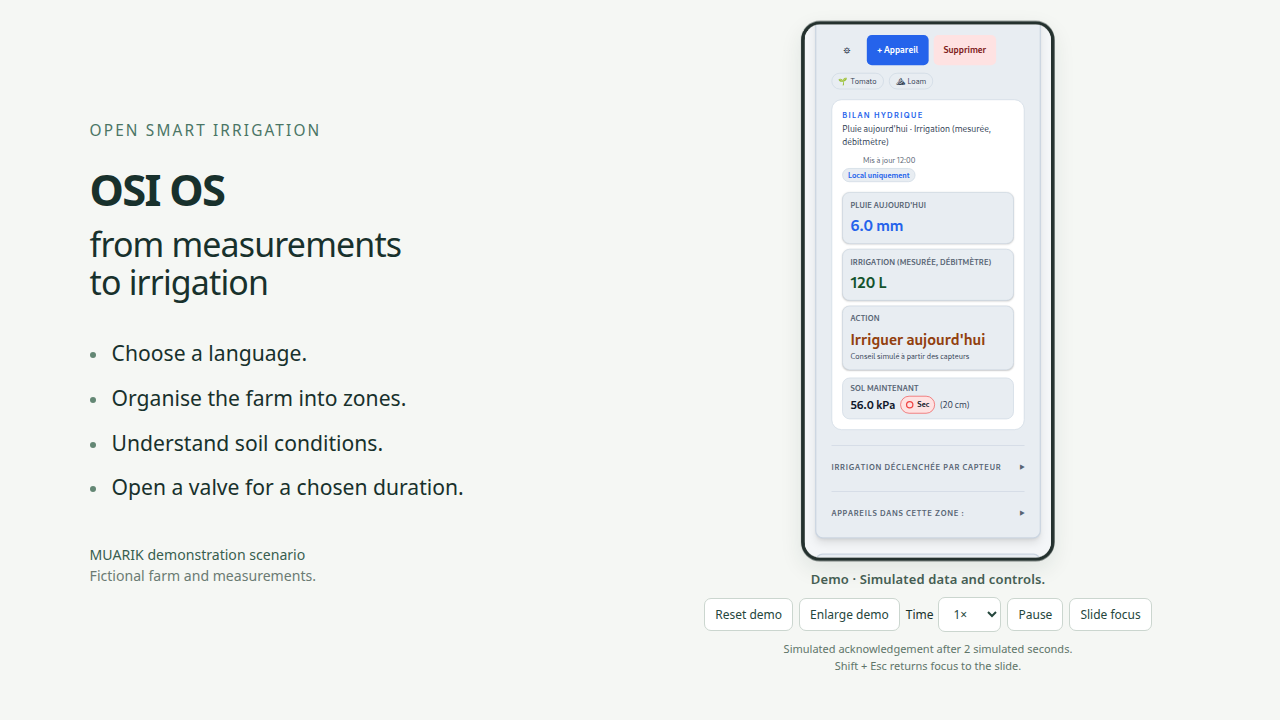 OPEN SMART IRRIGATION
OSI OS
from measurements
to irrigation
Choose a language.
Organise the farm into zones.
Understand soil conditions.
Open a valve for a chosen duration.
MUARIK demonstration scenario
Fictional farm and measurements.
+ Appareil
Supprimer
Tomato
Loam
BILAN HYDRIQUE
Pluie aujourd'hui · Irrigation (mesurée,
débitmètre)
Mis à jour 12:00
Local uniquement
PLUIE AUJOURD'HUI
6.0 mm
IRRIGATION (MESURÉE, DÉBITMÈTRE)
120 L
ACTION
Irriguer aujourd'hui
Conseil simulé à partir des capteurs
SOL MAINTENANT
56.0 kPa Sec (20 cm)
IRRIGATION DÉCLENCHÉE PAR CAPTEUR
APPAREILS DANS CETTE ZONE :
Demo · Simulated data and controls.
Reset demo Enlarge demo Time 1× Pause Slide focus
Simulated acknowledgement after 2 simulated seconds.
Shift + Esc returns focus to the slide.